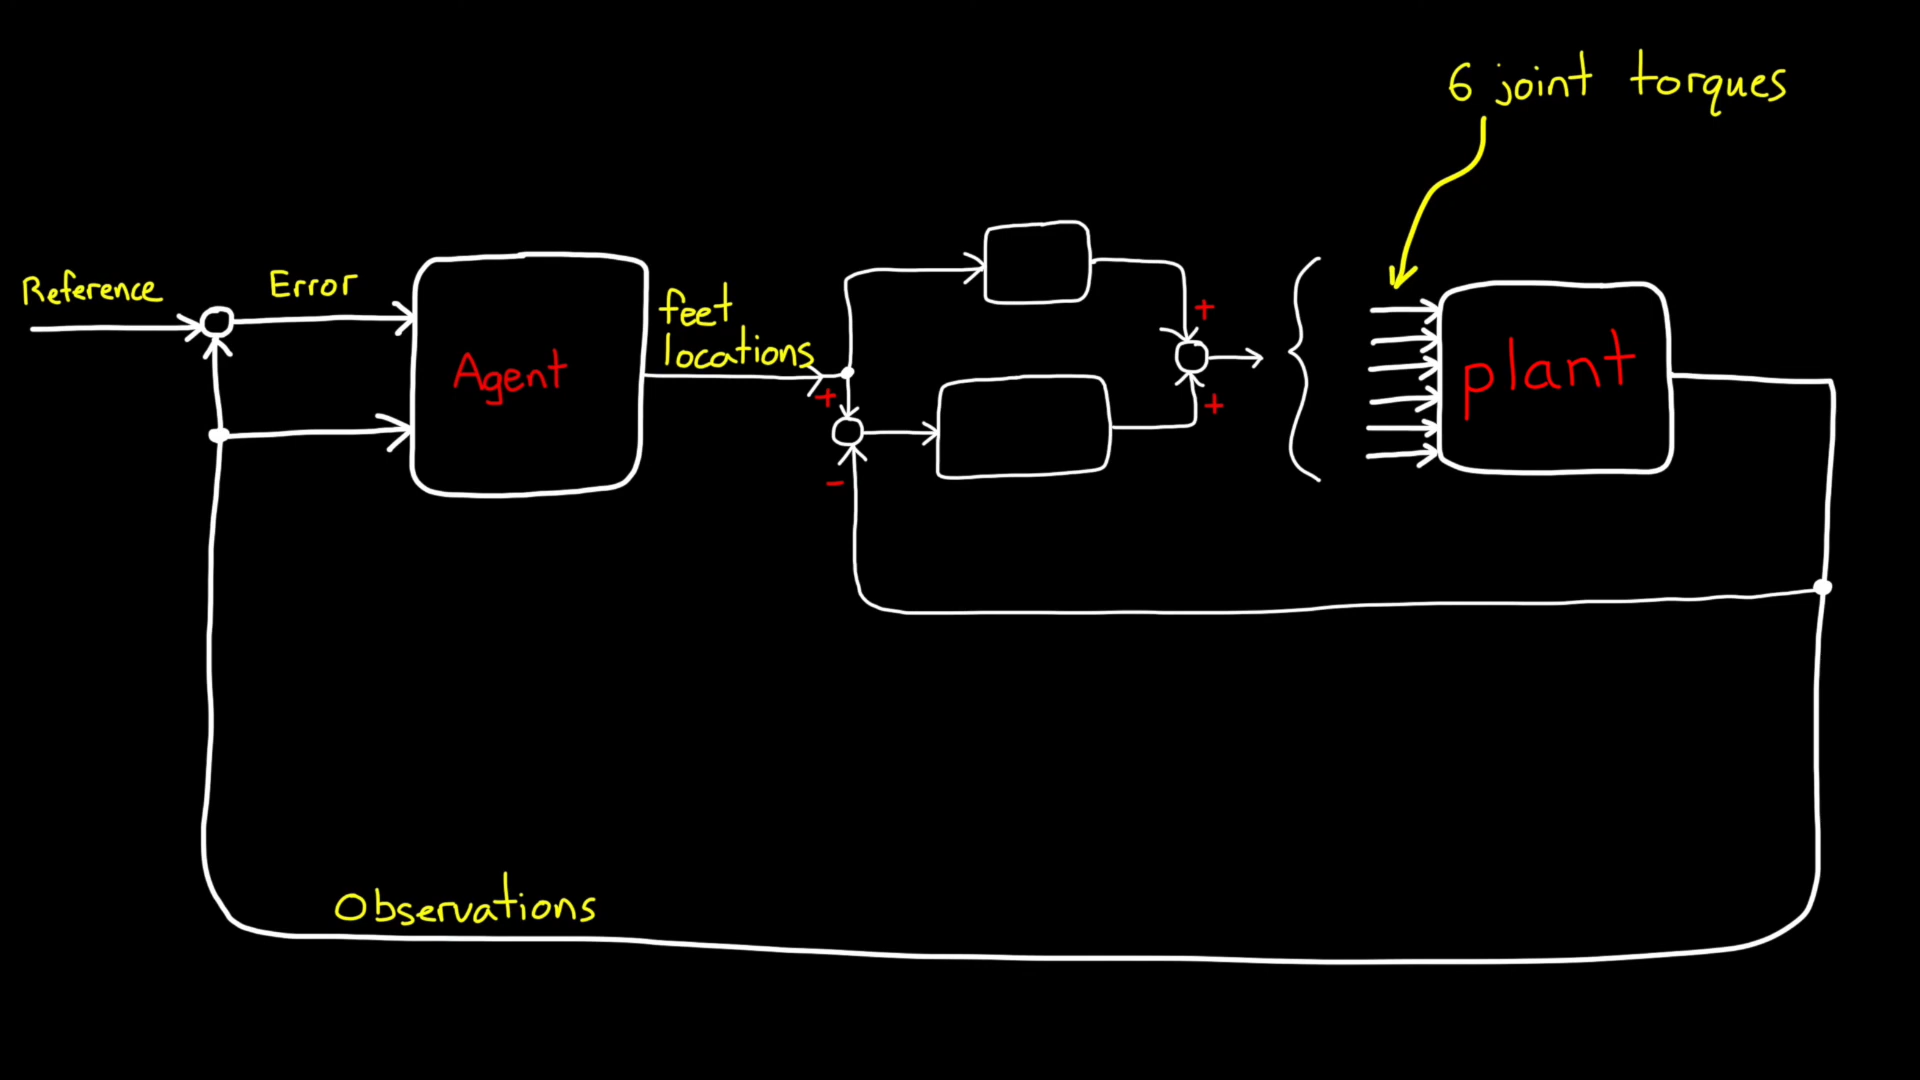 6 joint torques
Reference
Error
feet
locations
Agent
plant
+
+
+
-
Observations